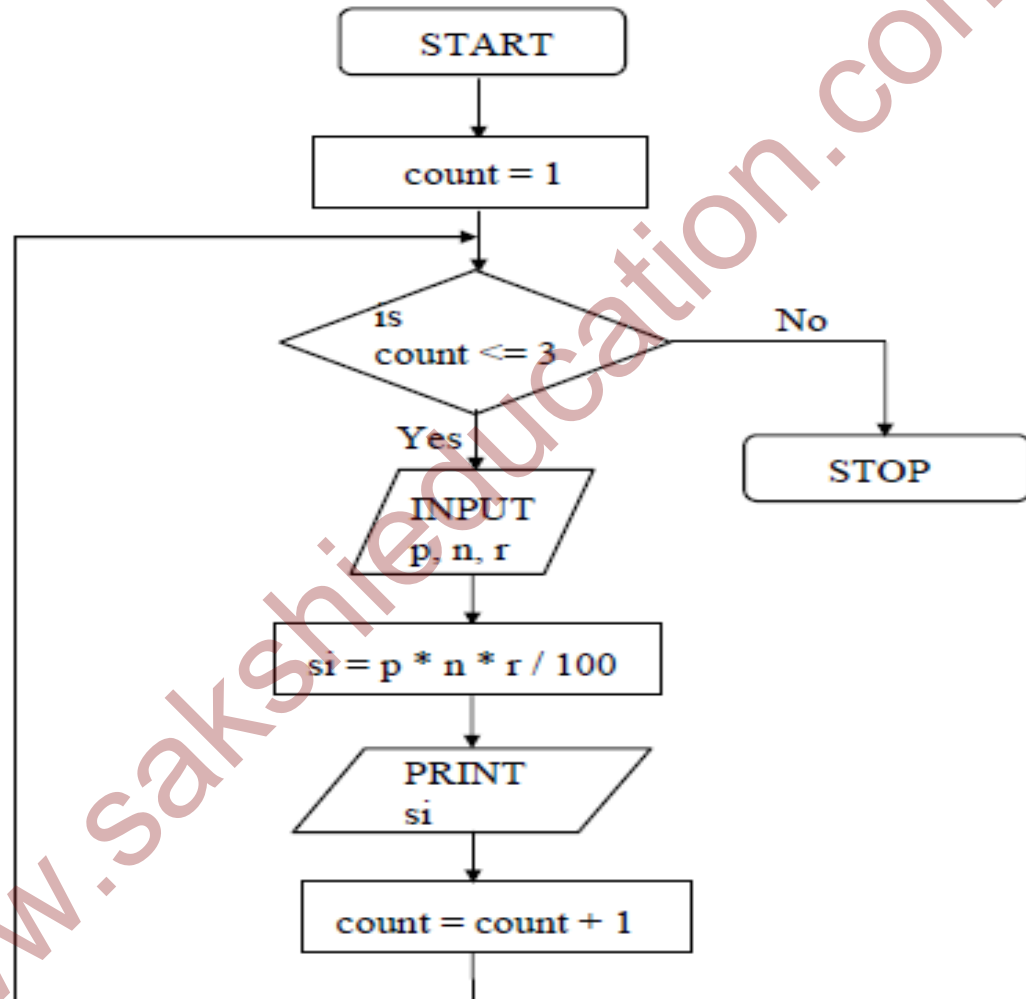 START
count = 1
is
count <= 3
No
Yes
STOP
INPUT
p, n, r
si = p * n * r / 100
PRINT
si
count = count + 1
w.sakshieducation.com